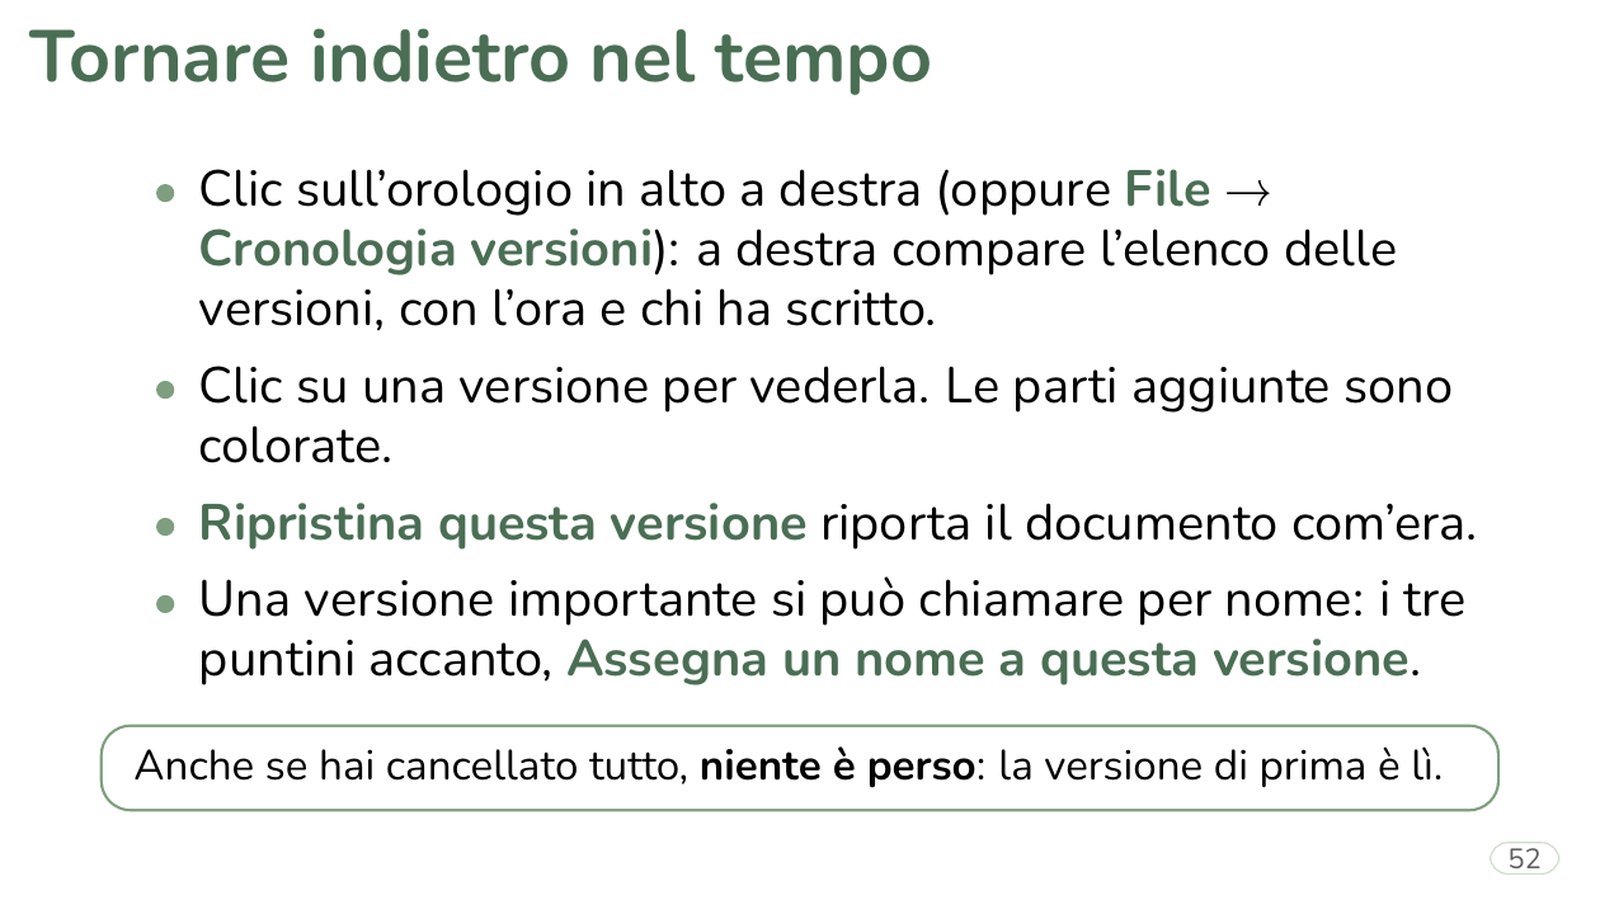 Tornare indietro nel tempo
• Clic sull’orologio in alto a destra (oppure File →
Cronologia versioni): a destra compare l’elenco delle
versioni, con l’ora e chi ha scritto.
• Clic su una versione per vederla. Le parti aggiunte sono
colorate.
• Ripristina questa versione riporta il documento com’era.
• Una versione importante si può chiamare per nome: i tre
puntini accanto, Assegna un nome a questa versione.
Anche se hai cancellato tutto, niente è perso: la versione di prima è lì.
52